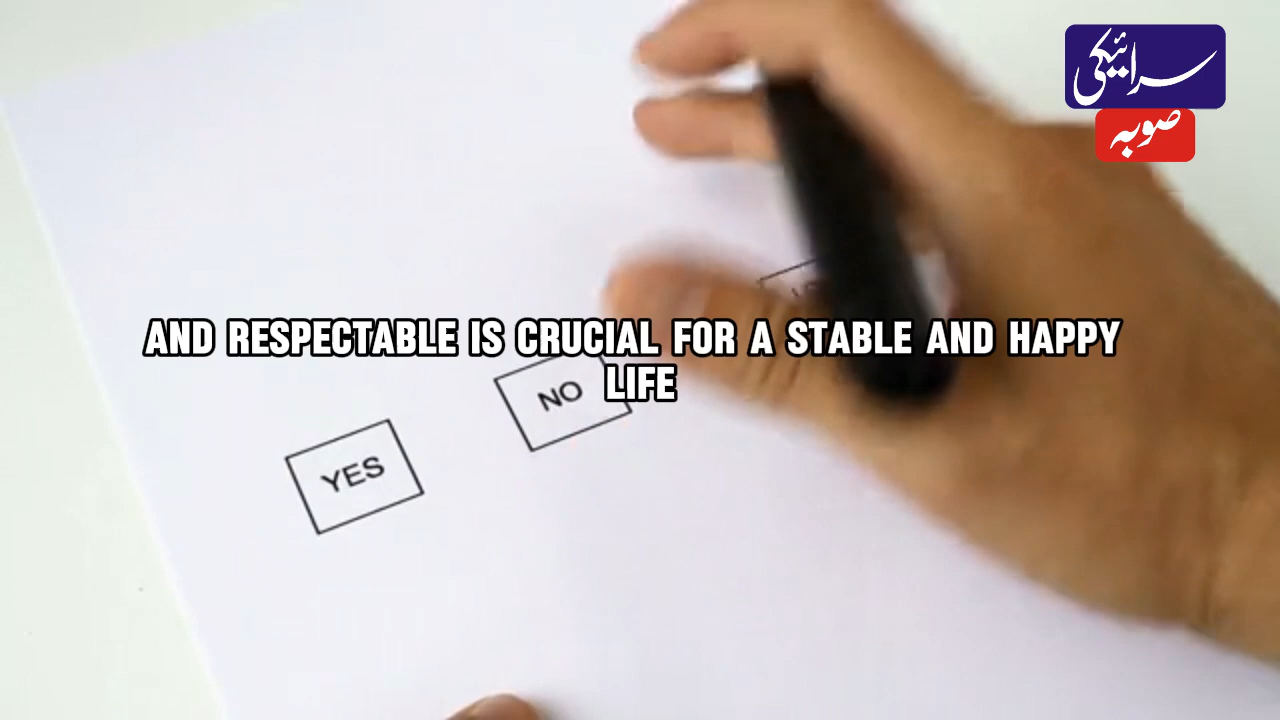 سرائیکی
صوبہ
AND RESPECTABLE IS CRUCIAL FOR A STABLE AND HAPPY
LIFE
NO
YES